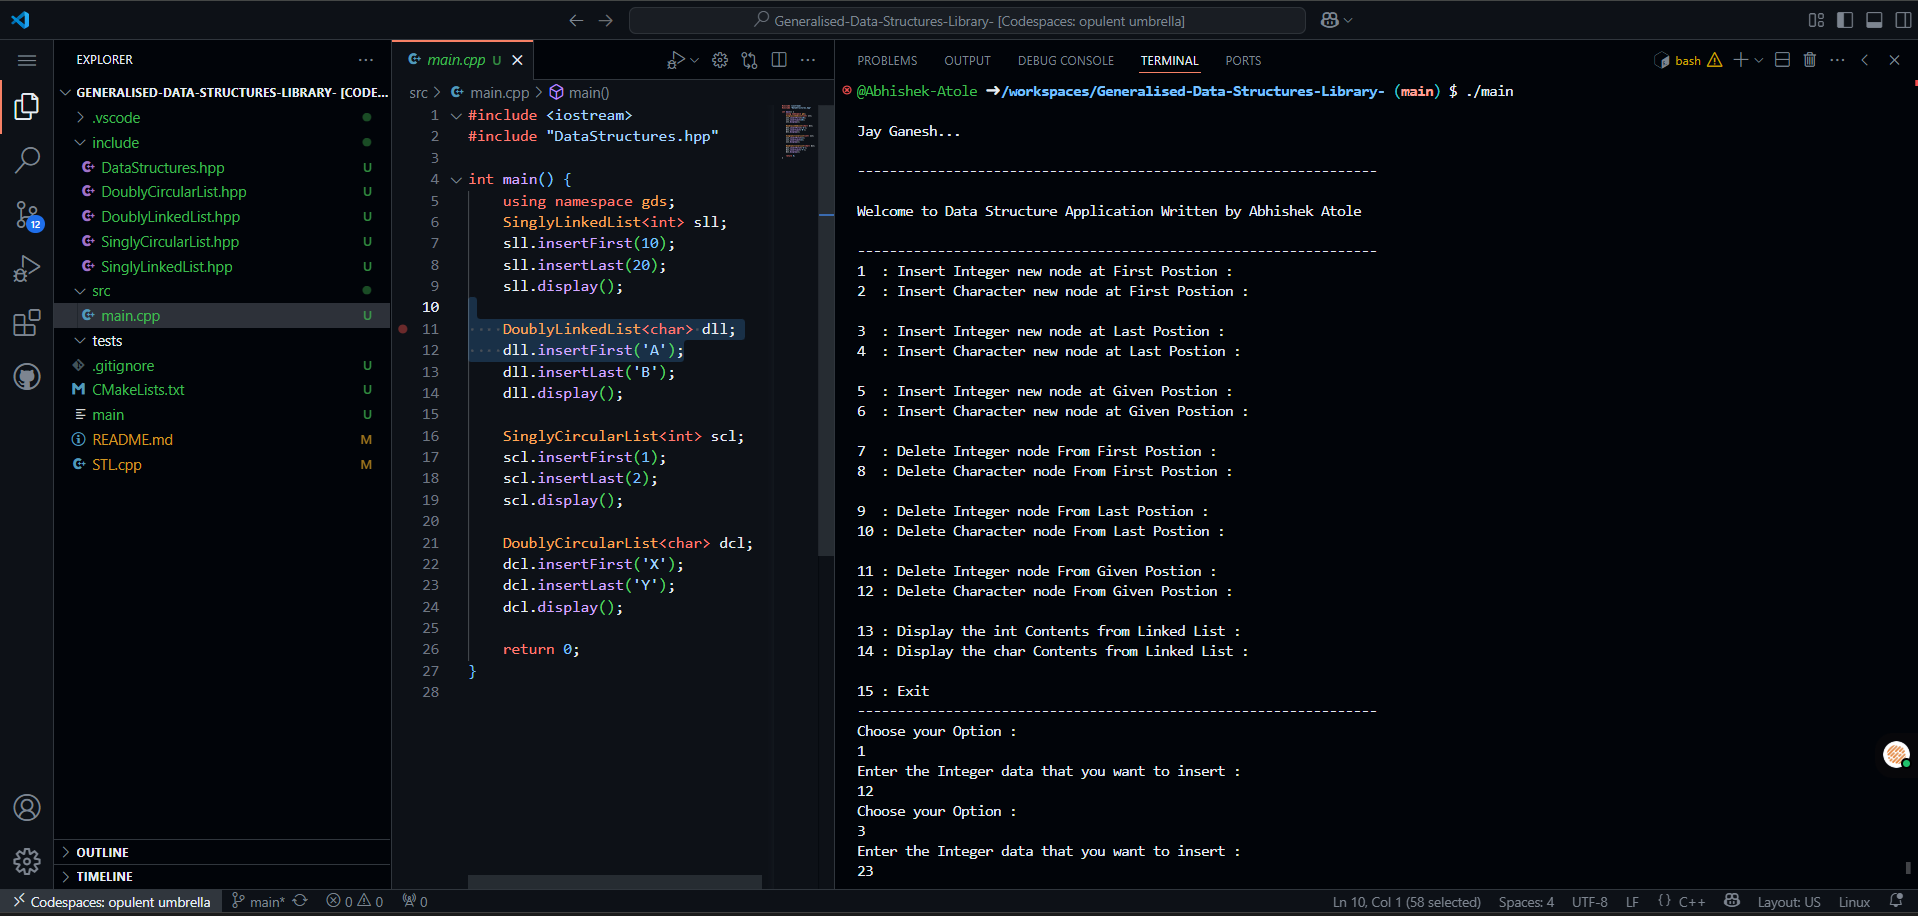 Generalised-Data-Structures-Library- [Codespaces: opulent umbrella]
EXPLORER
GENERALISED-DATA-STRUCTURES-LIBRARY- [CODE...
.vscode
include
DataStructures.hpp U
DoublyCircularList.hpp U
DoublyLinkedList.hpp U
SinglyCircularList.hpp U
SinglyLinkedList.hpp U
src
main.cpp U
tests
.gitignore U
CMakeLists.txt U
main U
README.md M
STL.cpp M
12
OUTLINE
TIMELINE
main.cpp U
src > main.cpp > main()
1 #include <iostream>
2 #include "DataStructures.hpp"
3
4 int main() {
5 using namespace gds;
6 SinglyLinkedList<int> sll;
7 sll.insertFirst(10);
8 sll.insertLast(20);
9 sll.display();
10
11 DoublyLinkedList<char> dll;
12 dll.insertFirst('A');
13 dll.insertLast('B');
14 dll.display();
15
16 SinglyCircularList<int> scl;
17 scl.insertFirst(1);
18 scl.insertLast(2);
19 scl.display();
20
21 DoublyCircularList<char> dcl;
22 dcl.insertFirst('X');
23 dcl.insertLast('Y');
24 dcl.display();
25
26 return 0;
27 }
28
PROBLEMS OUTPUT DEBUG CONSOLE TERMINAL PORTS
bash
@Abhishek-Atole ➜/workspaces/Generalised-Data-Structures-Library- (main) $ ./main
Jay Ganesh...
-----------------------------------------------------------------
Welcome to Data Structure Application Written by Abhishek Atole
-----------------------------------------------------------------
1 : Insert Integer new node at First Postion :
2 : Insert Character new node at First Postion :
3 : Insert Integer new node at Last Postion :
4 : Insert Character new node at Last Postion :
5 : Insert Integer new node at Given Postion :
6 : Insert Character new node at Given Postion :
7 : Delete Integer node From First Postion :
8 : Delete Character node From First Postion :
9 : Delete Integer node From Last Postion :
10 : Delete Character node From Last Postion :
11 : Delete Integer node From Given Postion :
12 : Delete Character node From Given Postion :
13 : Display the int Contents from Linked List :
14 : Display the char Contents from Linked List :
15 : Exit
-----------------------------------------------------------------
Choose your Option :
1
Enter the Integer data that you want to insert :
12
Choose your Option :
3
Enter the Integer data that you want to insert :
23
Codespaces: opulent umbrella main* 0 0 0 Ln 10, Col 1 (58 selected) Spaces: 4 UTF-8 LF {} C++ Layout: US Linux